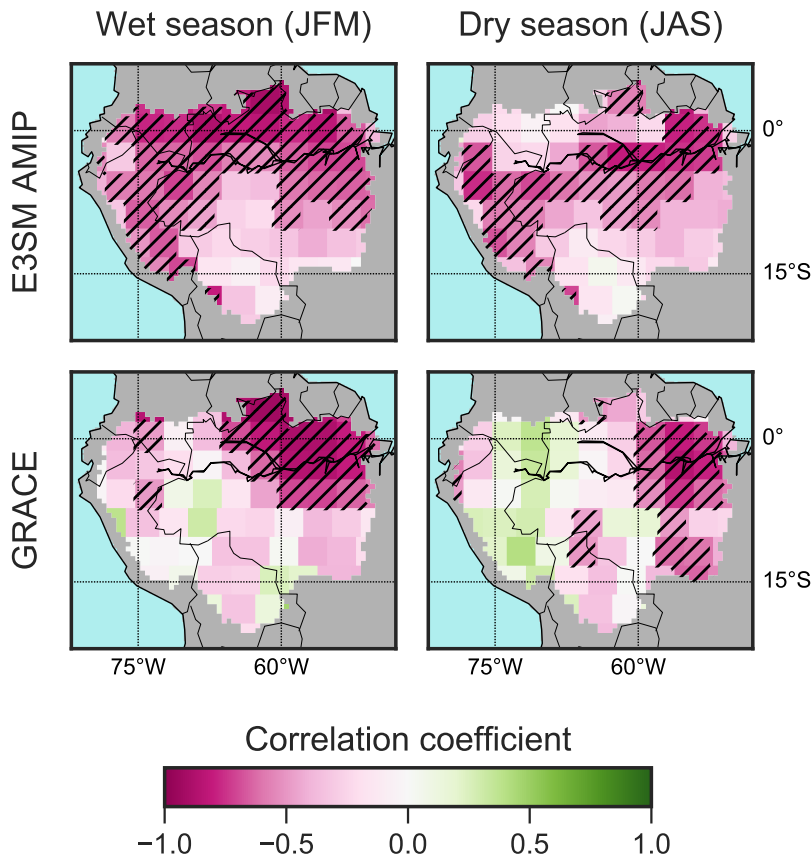 Wet season (JFM)
Dry season (JAS)
E3SM AMIP
0°
15°S
GRACE
0°
15°S
75°W
60°W
75°W
60°W
Correlation coefficient
−1.0
−0.5
0.0
0.5
1.0